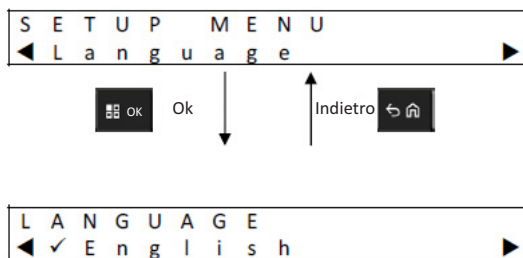 SETUP MENU
◀ Language ▶
OK Ok Indietro
LANGUAGE
◀ ✓ English ▶